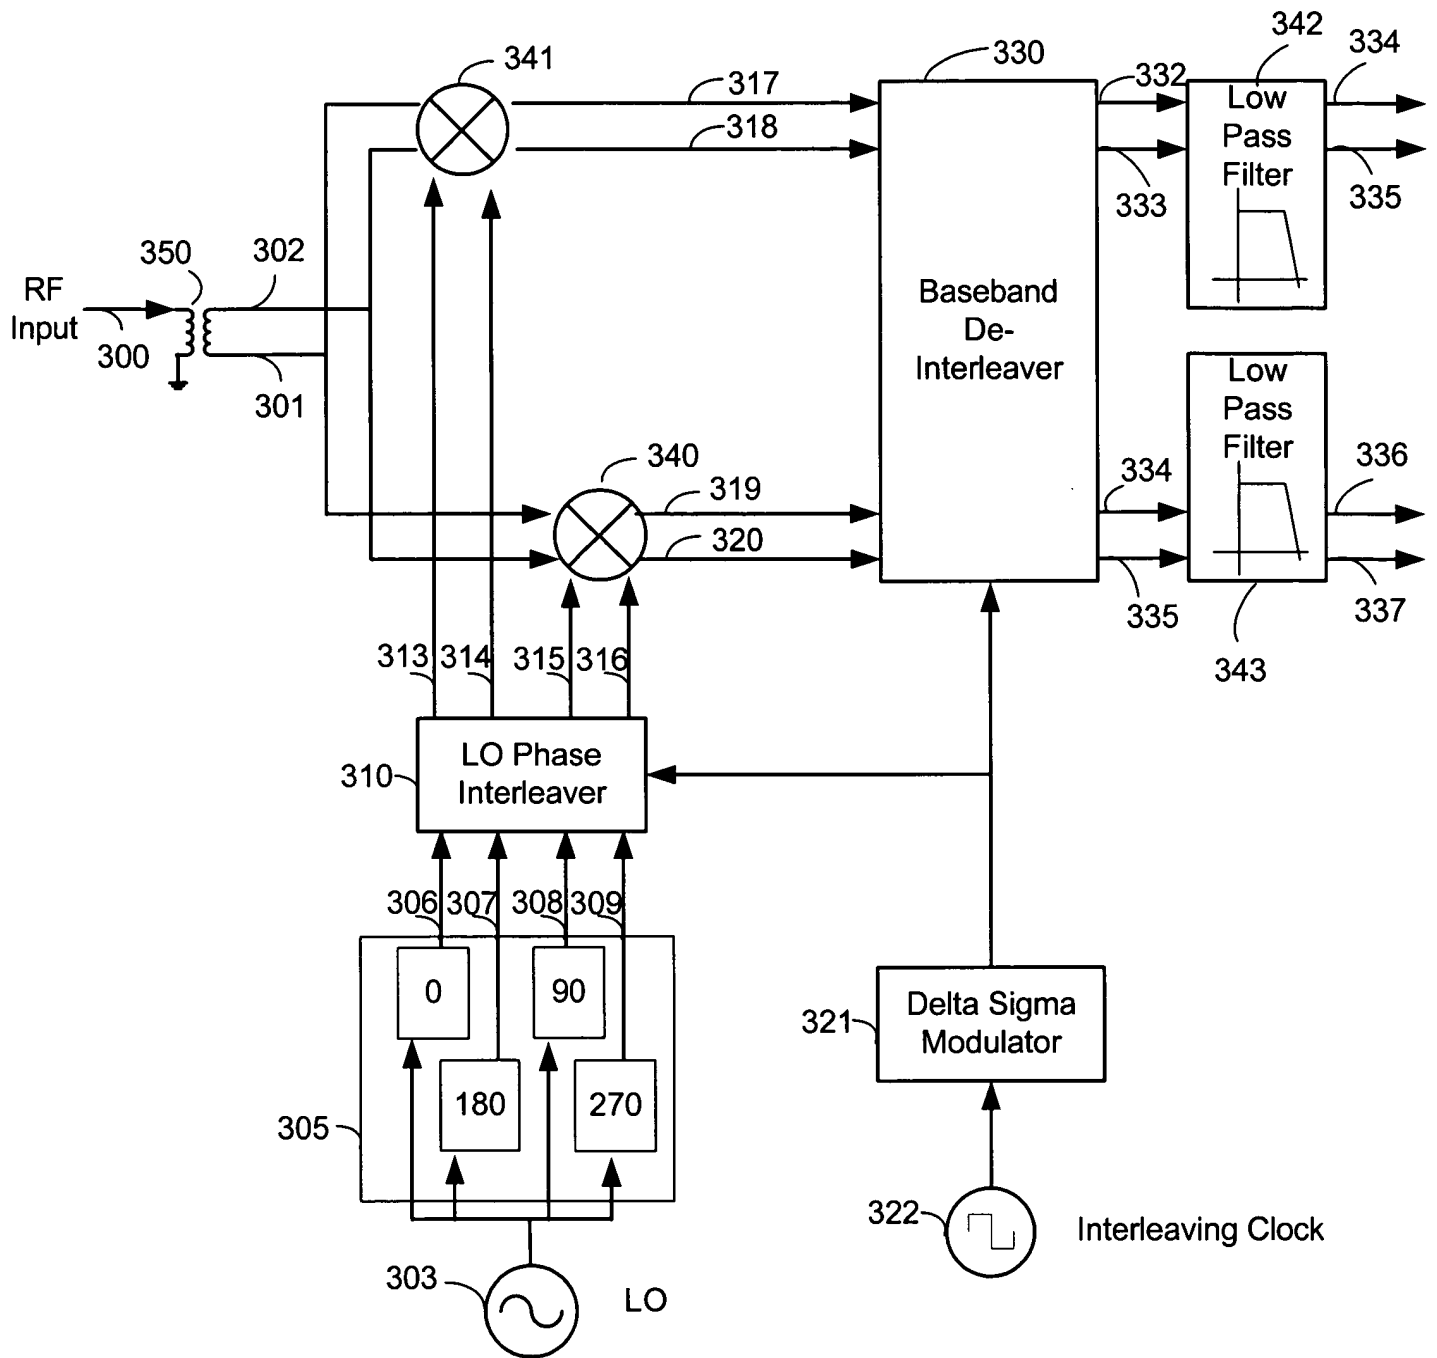 341
317
318
330
332
333
342
334
335
Low
Pass
Filter
RF
Input
300
350
302
301
Baseband
De-
Interleaver
340
319
320
334
335
Low
Pass
Filter
336
337
343
313
314
315
316
310
LO Phase
Interleaver
306
307
308
309
0
90
180
270
305
303
LO
321
Delta Sigma
Modulator
322
Interleaving Clock